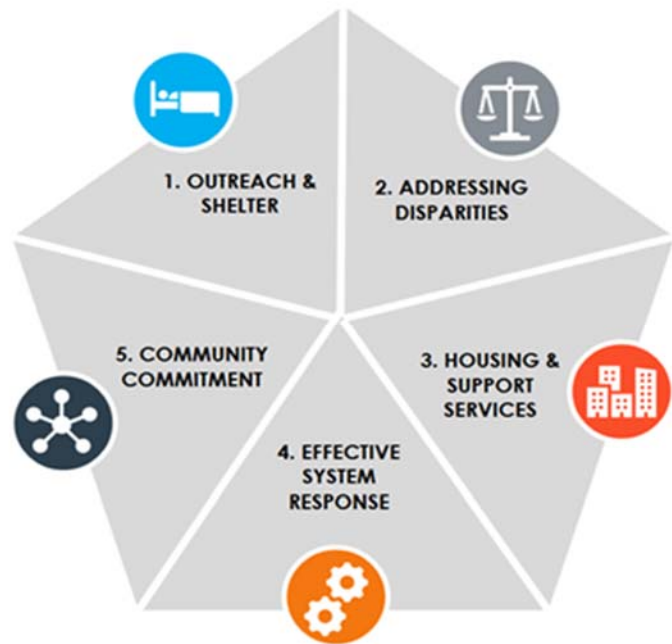 1. OUTREACH &
SHELTER
2. ADDRESSING
DISPARITIES
3. HOUSING &
SUPPORT
SERVICES
4. EFFECTIVE
SYSTEM
RESPONSE
5. COMMUNITY
COMMITMENT